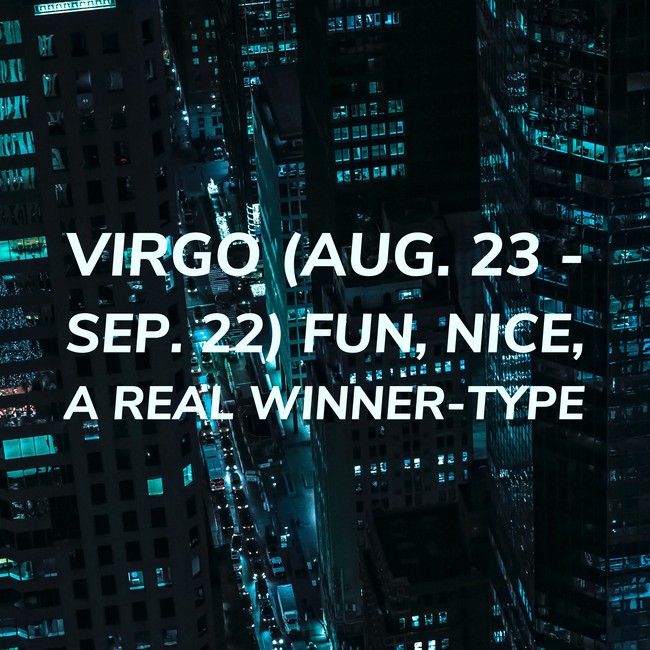 VIRGO (AUG. 23 -
SEP. 22) FUN, NICE,
A REAL WINNER-TYPE